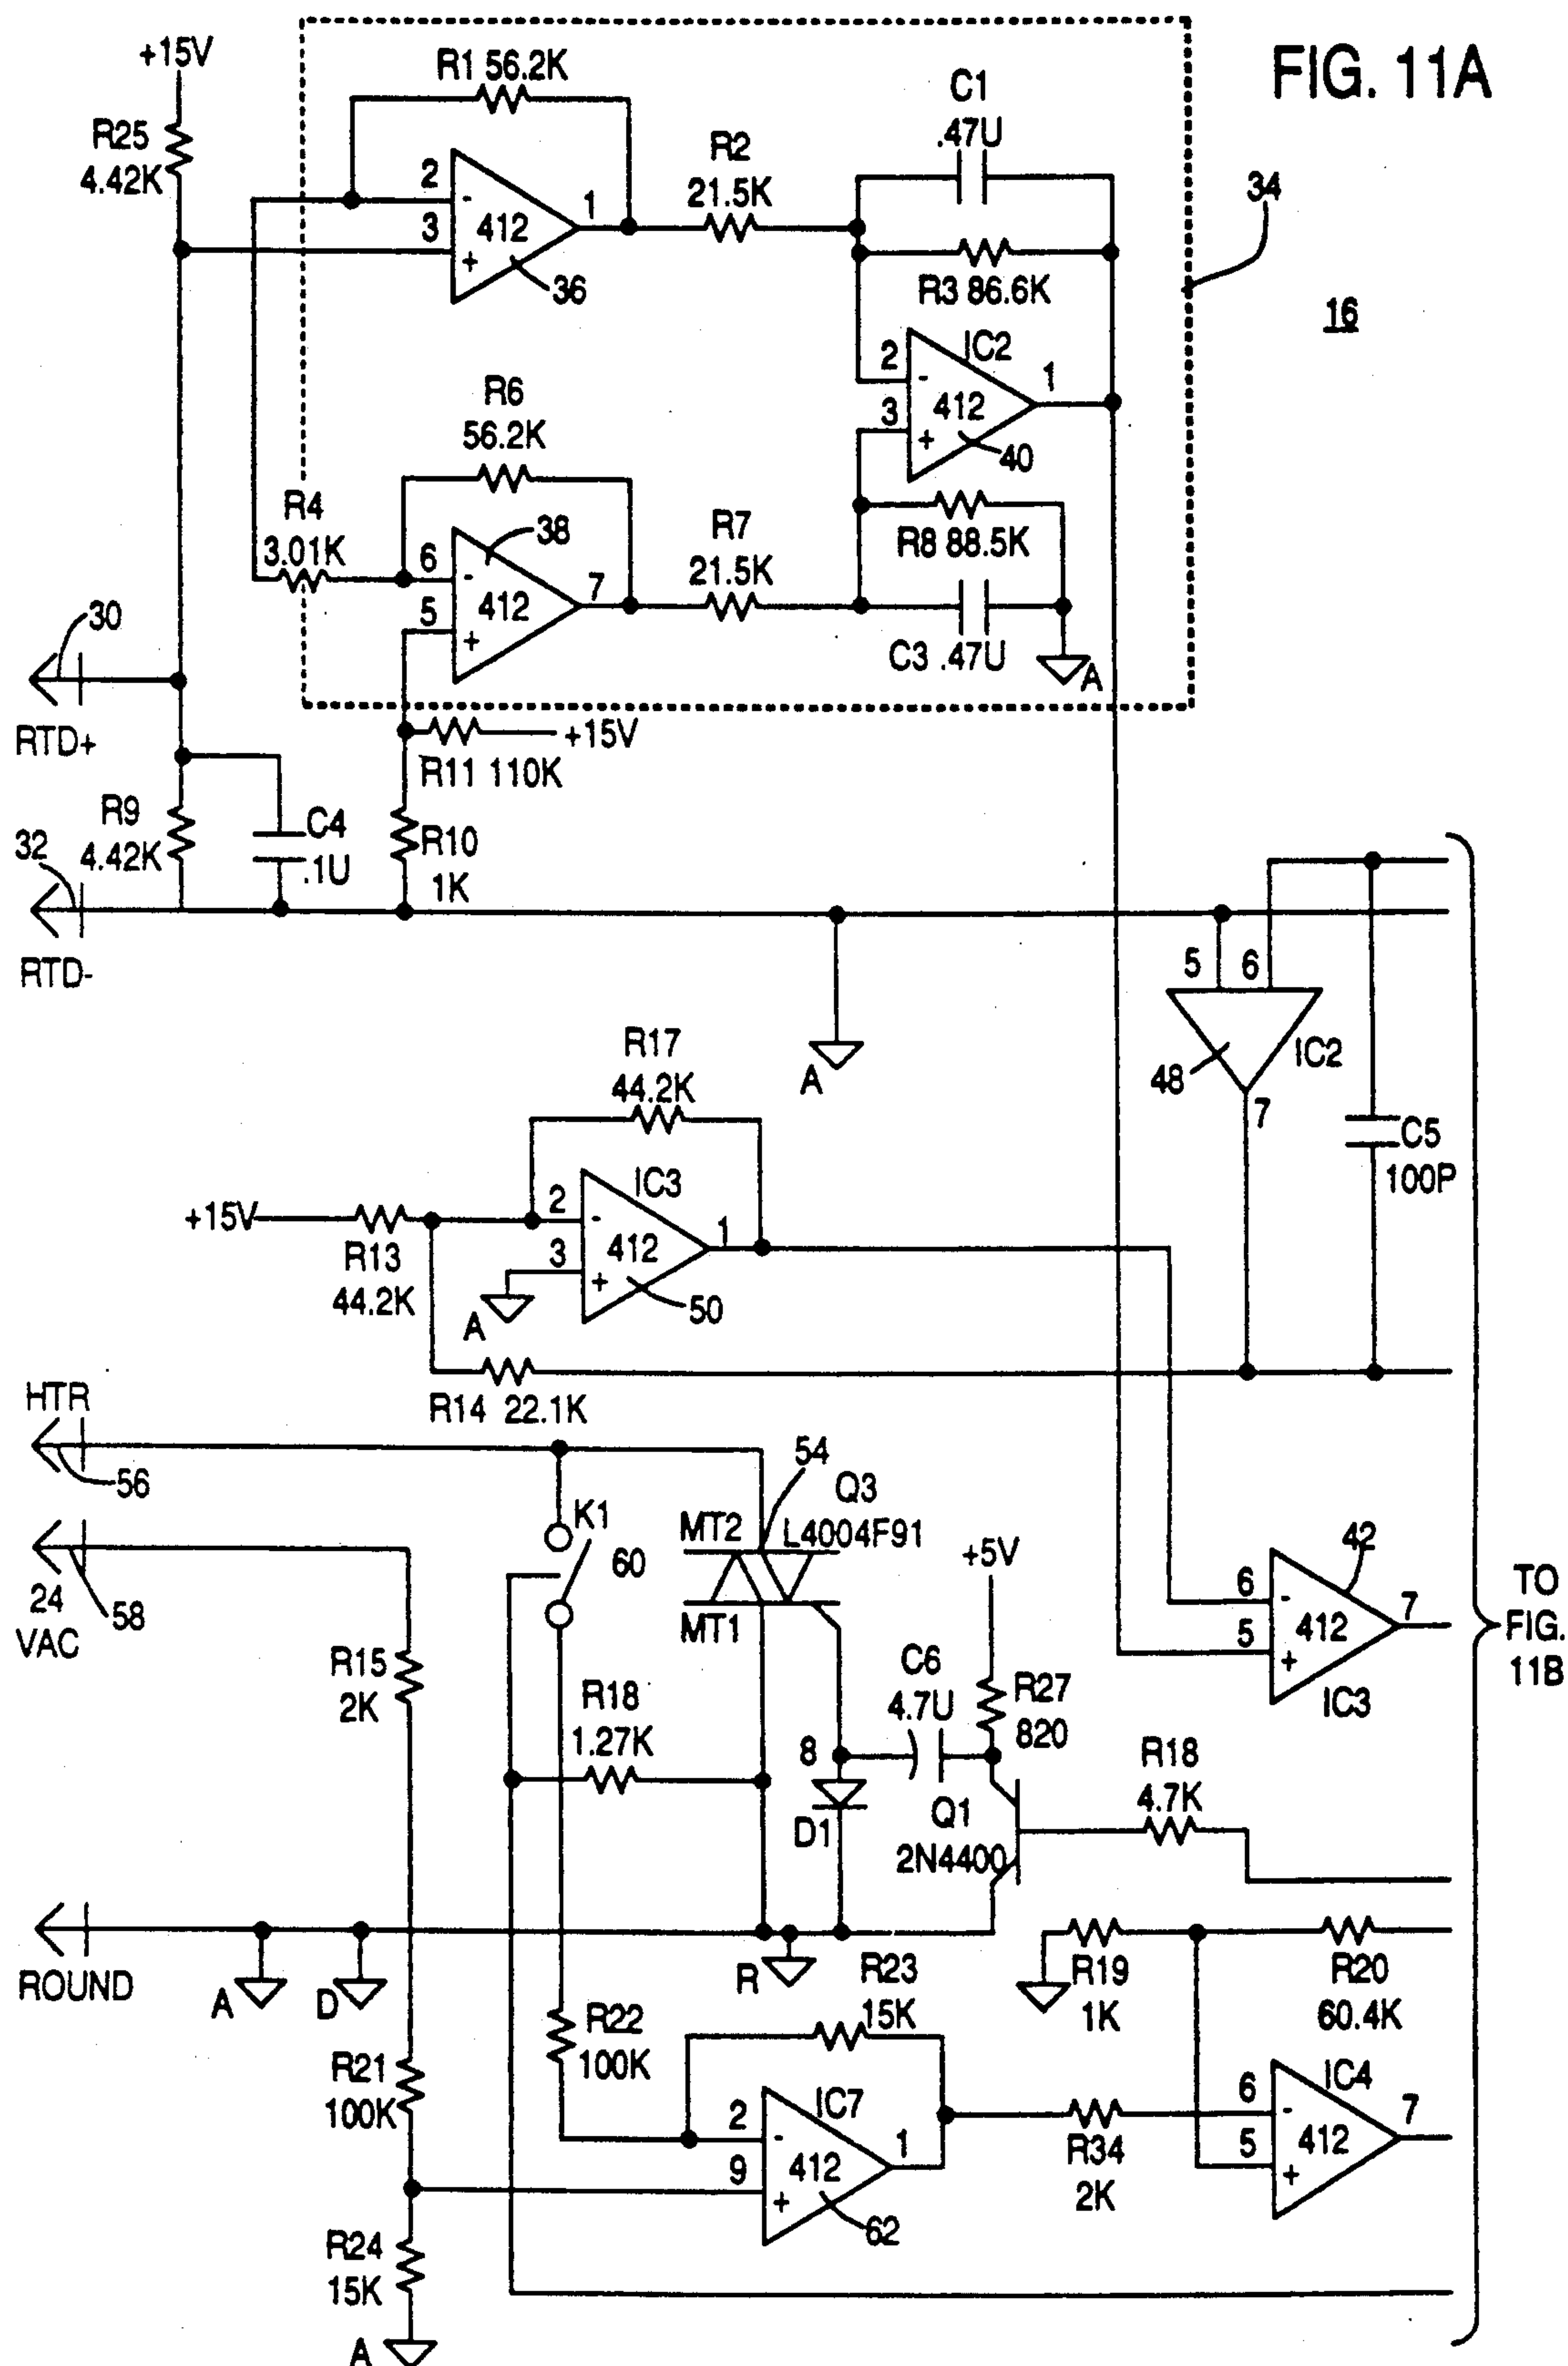 FIG. 11A
+15V
R25
4.42K
R1 56.2K
2
-
3
+
412
1
36
R2
21.5K
C1
.47U
R3 86.6K
34
16
IC2
2
-
3
+
412
1
40
R6
56.2K
R4
3.01K
6
-
5
+
412
7
38
R7
21.5K
R8 88.5K
C3 .47U
A
30
RTD+
+15V
R11 110K
R9
4.42K
C4
.1U
R10
1K
32
RTD-
A
5
6
IC2
48
7
C5
100P
R17
44.2K
+15V
R13
44.2K
2
-
3
+
IC3
412
1
50
A
R14 22.1K
HTR
56
24
VAC
58
K1
60
54
Q3
L4004F91
MT2
MT1
+5V
42
6
-
5
+
412
7
IC3
TO
FIG.
11B
R15
2K
R18
1.27K
8
C6
4.7U
R27
820
D1
Q1
2N4400
R18
4.7K
ROUND
A
D
R
R23
15K
R19
1K
R20
60.4K
R21
100K
R22
100K
IC7
2
-
9
+
412
1
62
R34
2K
IC4
6
-
5
+
412
7
R24
15K
A